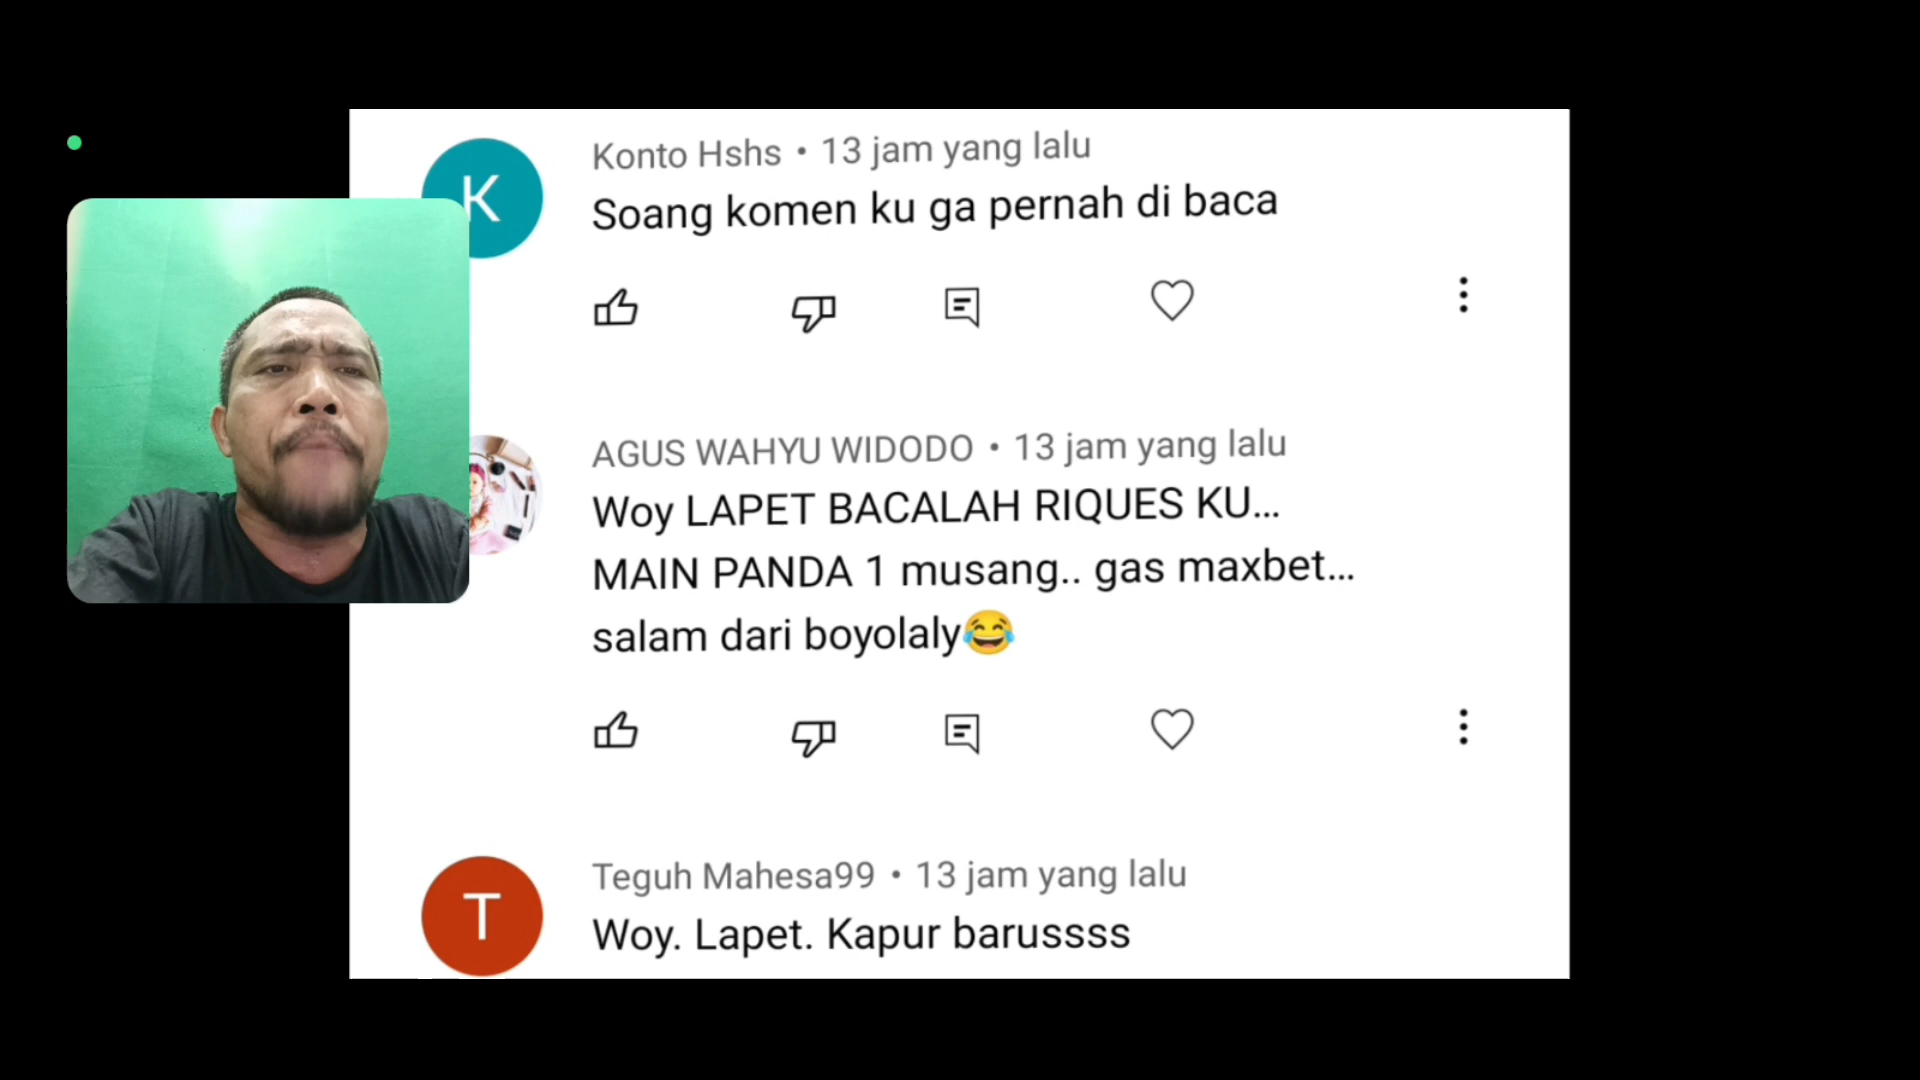 K
Konto Hshs • 13 jam yang lalu
Soang komen ku ga pernah di baca
AGUS WAHYU WIDODO • 13 jam yang lalu
Woy LAPET BACALAH RIQUES KU...
MAIN PANDA 1 musang.. gas maxbet...
salam dari boyolaly😂
T
Teguh Mahesa99 • 13 jam yang lalu
Woy. Lapet. Kapur barussss